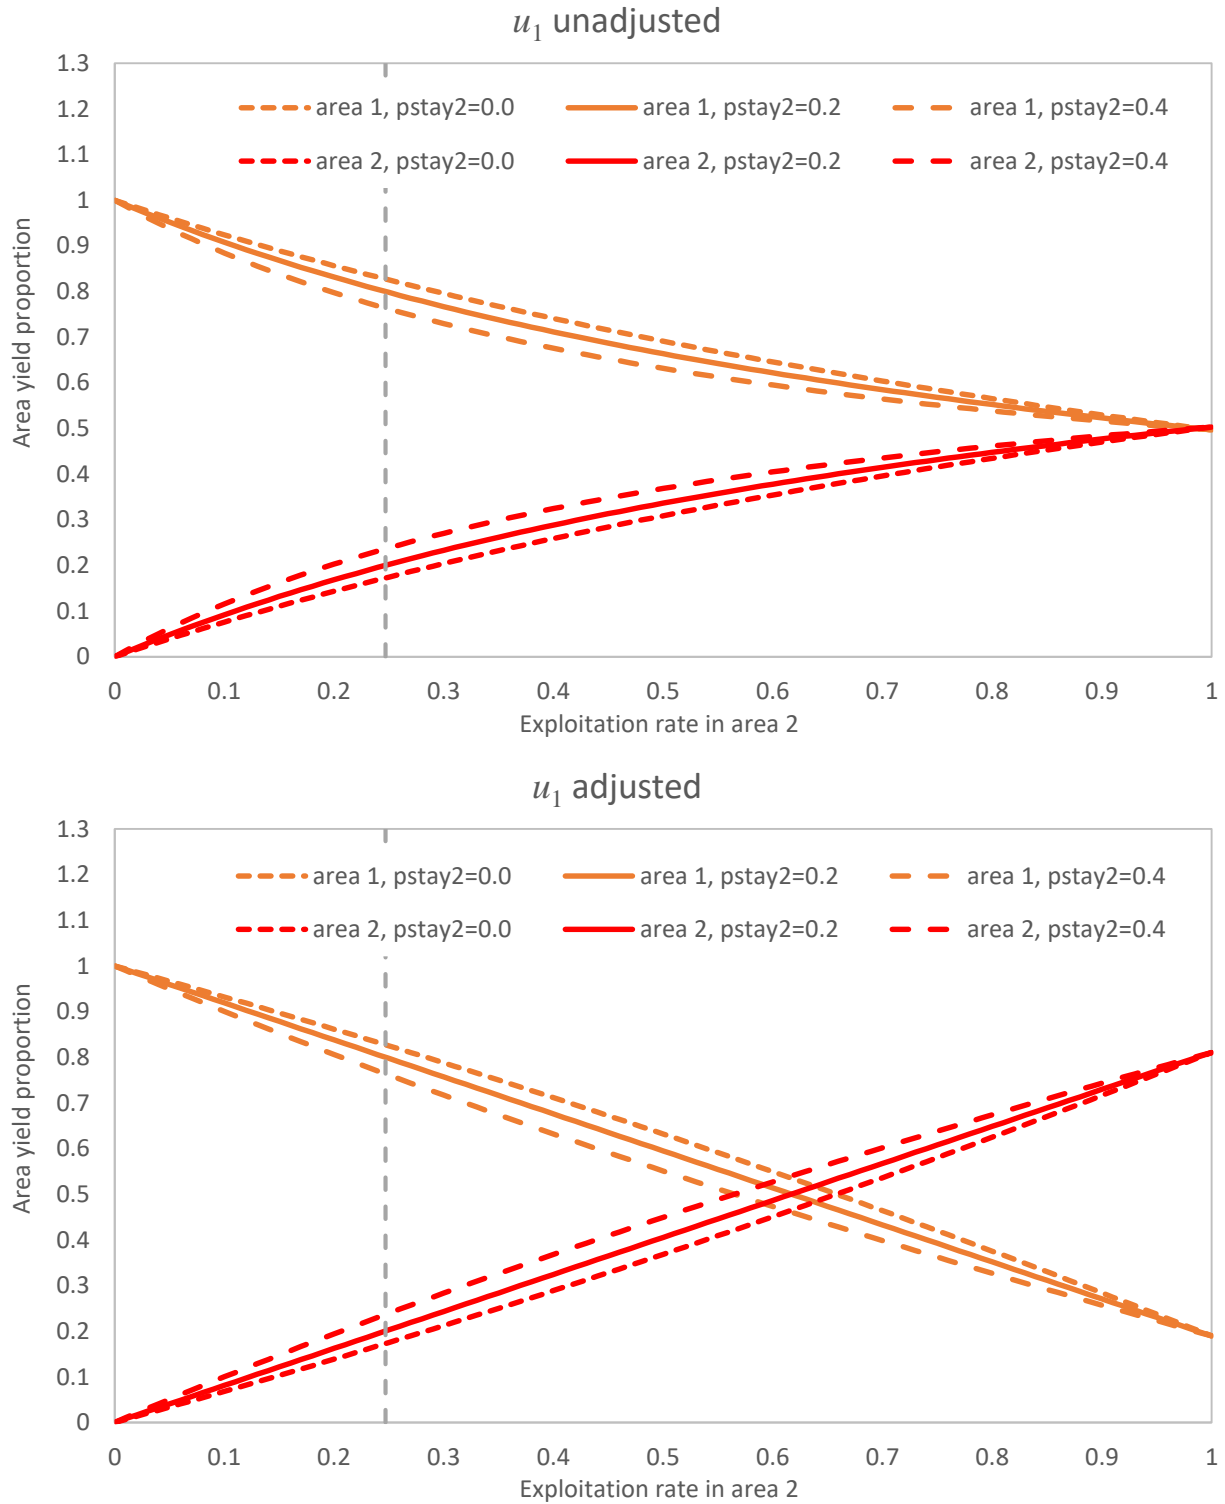 u₁ unadjusted
1.3
1.2
1.1
1
0.9
0.8
0.7
0.6
0.5
0.4
0.3
0.2
0.1
0
Area yield proportion
area 1, pstay2=0.0 area 1, pstay2=0.2 area 1, pstay2=0.4
area 2, pstay2=0.0 area 2, pstay2=0.2 area 2, pstay2=0.4
0 0.1 0.2 0.3 0.4 0.5 0.6 0.7 0.8 0.9 1
Exploitation rate in area 2
u₁ adjusted
1.3
1.2
1.1
1
0.9
0.8
0.7
0.6
0.5
0.4
0.3
0.2
0.1
0
Area yield proportion
area 1, pstay2=0.0 area 1, pstay2=0.2 area 1, pstay2=0.4
area 2, pstay2=0.0 area 2, pstay2=0.2 area 2, pstay2=0.4
0 0.1 0.2 0.3 0.4 0.5 0.6 0.7 0.8 0.9 1
Exploitation rate in area 2